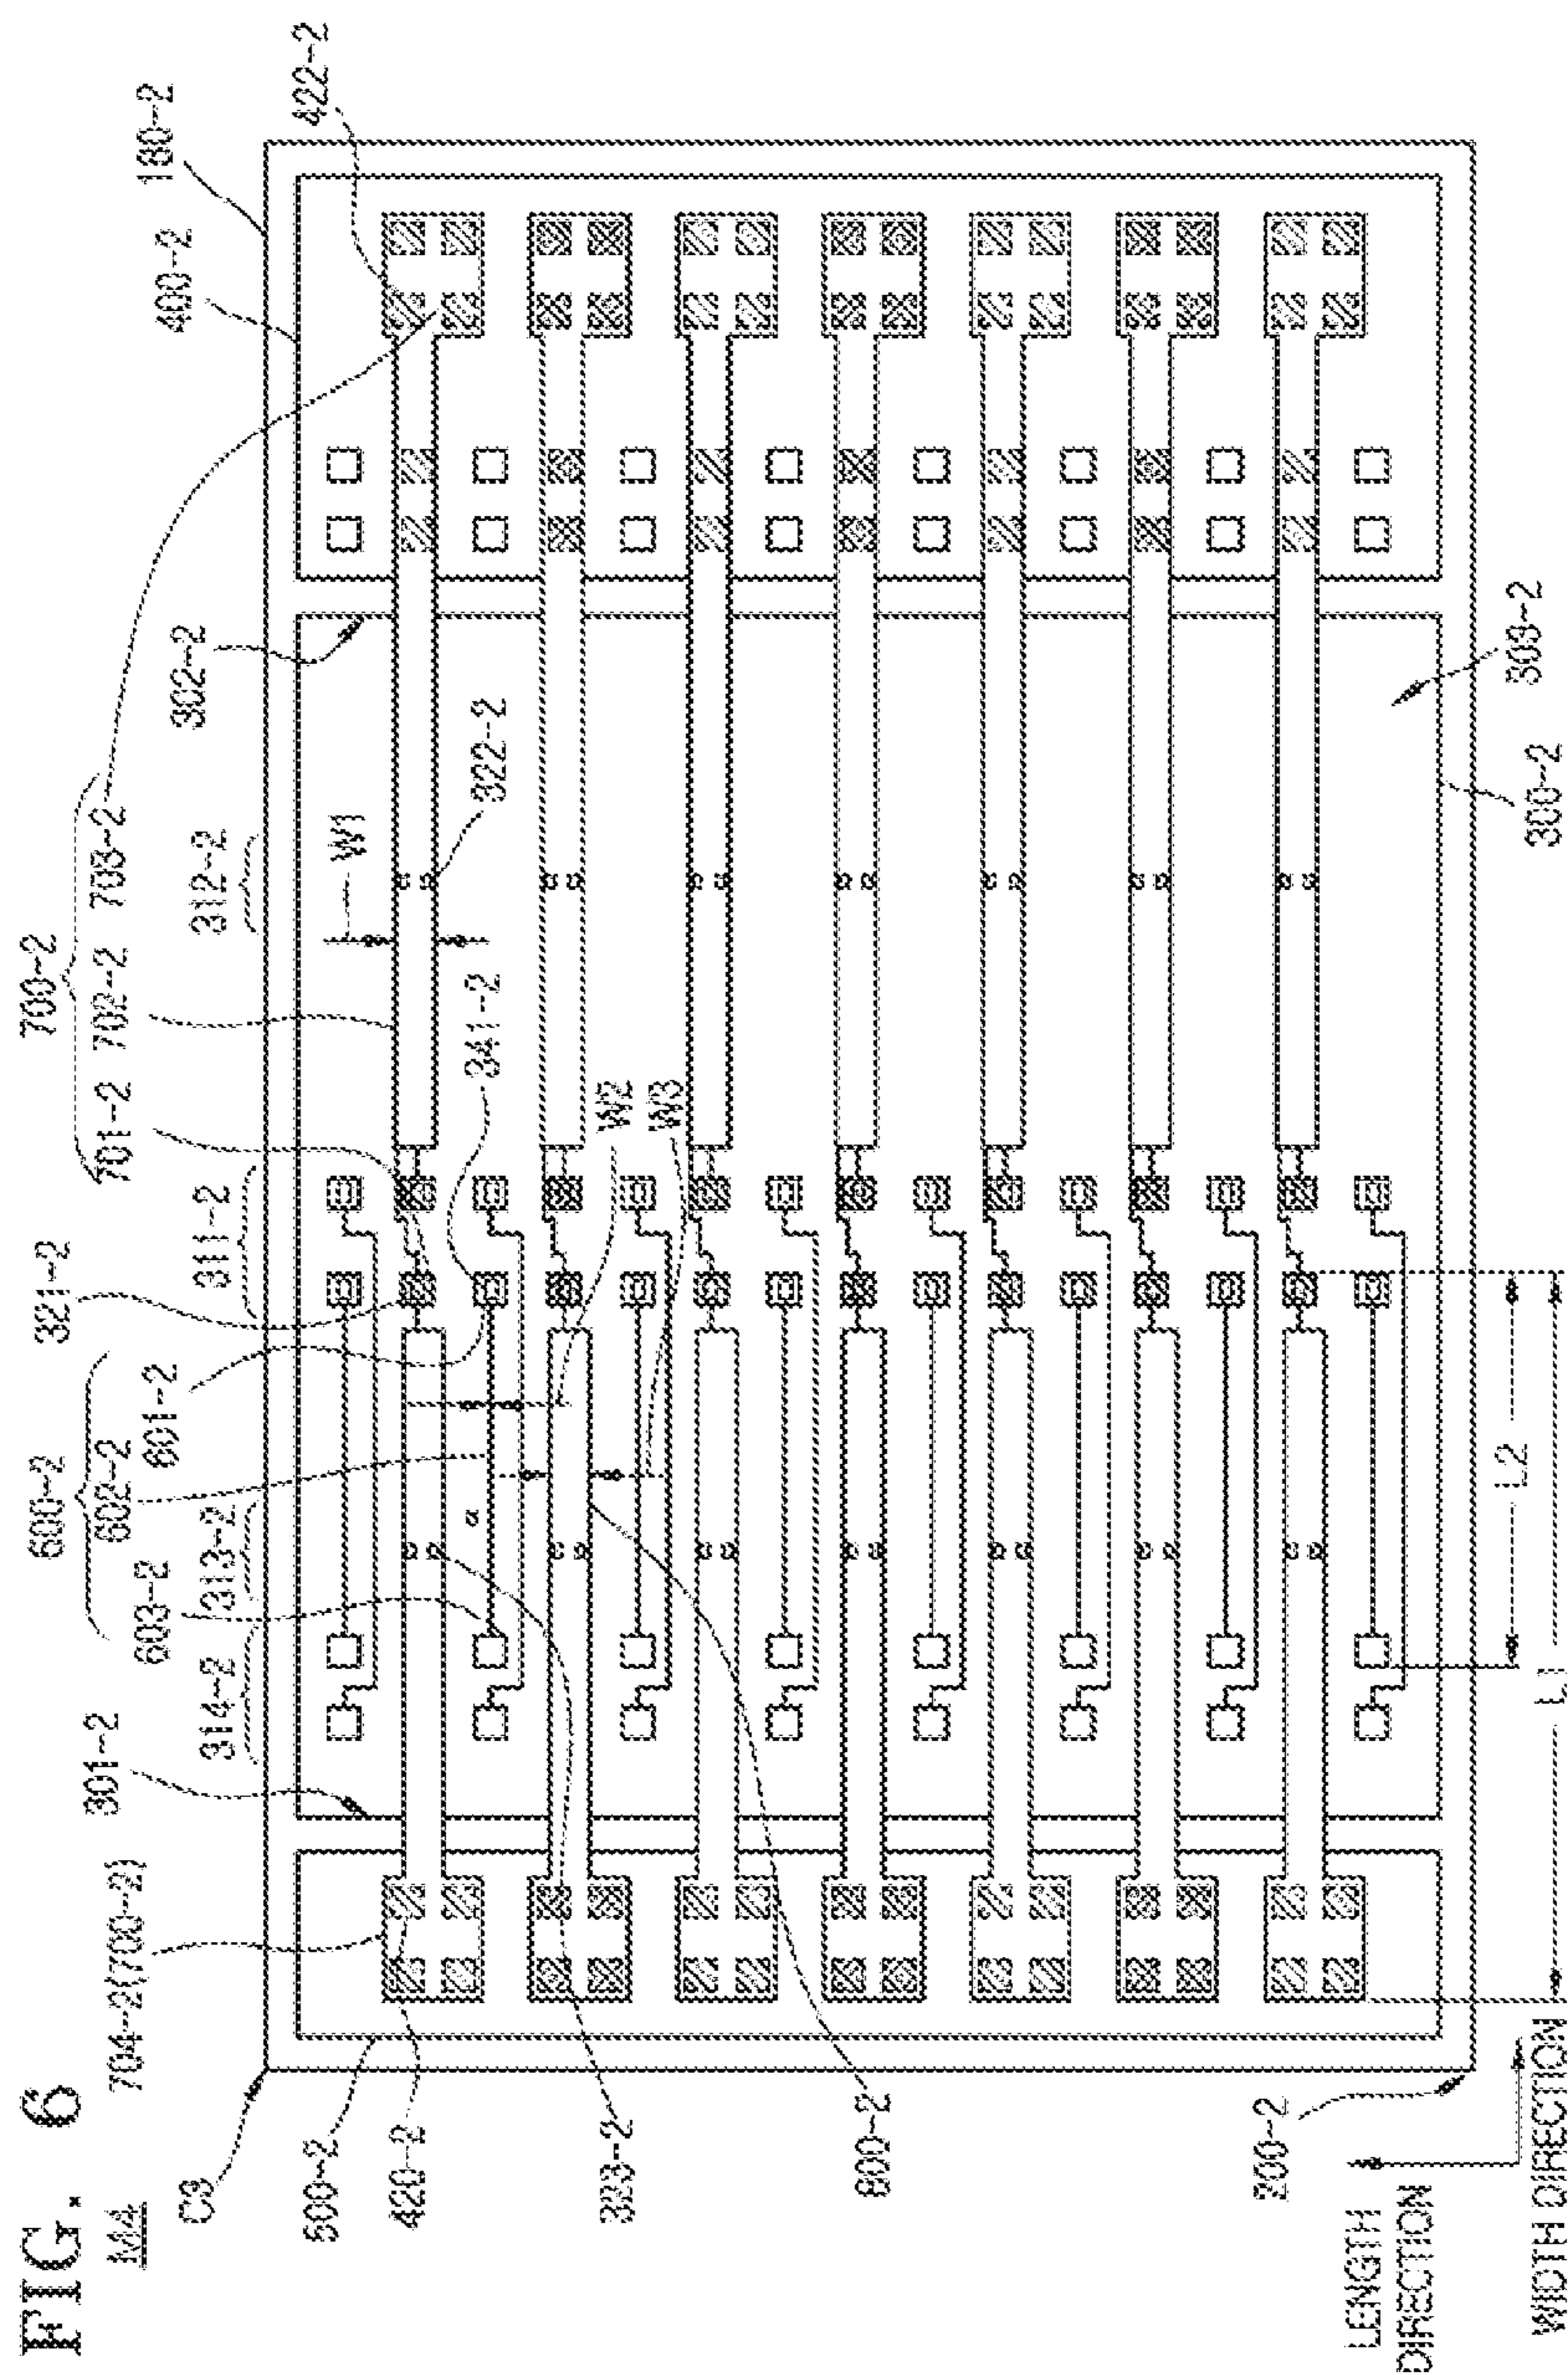 FIG. 6
M4
C3
704-2(700-2)
301-2
314-2
313-2
603-2
602-2
600-2
601-2
321-2
311-2
701-2
702-2
703-2
700-2
312-2
302-2
400-2
180-2
422-2
W1
322-2
341-2
W2
W3
α
500-2
420-2
323-2
800-2
200-2
L2
L1
300-2
303-2
LENGTH
DIRECTION
WIDTH DIRECTION